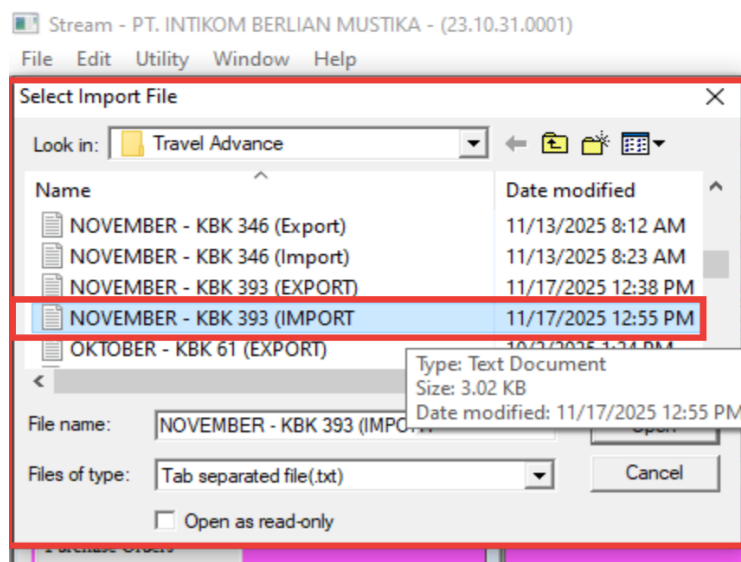 Stream - PT. INTIKOM BERLIAN MUSTIKA - (23.10.31.0001)
File Edit Utility Window Help
Select Import File
Look in: Travel Advance
Name Date modified
NOVEMBER - KBK 346 (Export) 11/13/2025 8:12 AM
NOVEMBER - KBK 346 (Import) 11/13/2025 8:23 AM
NOVEMBER - KBK 393 (EXPORT) 11/17/2025 12:38 PM
NOVEMBER - KBK 393 (IMPORT 11/17/2025 12:55 PM
OKTOBER - KBK 61 (EXPORT)
Type: Text Document
Size: 3.02 KB
Date modified: 11/17/2025 12:55 PM
File name: NOVEMBER - KBK 393 (IMPO
Open
Files of type: Tab separated file(.txt) Cancel
Open as read-only
Purchase Orders